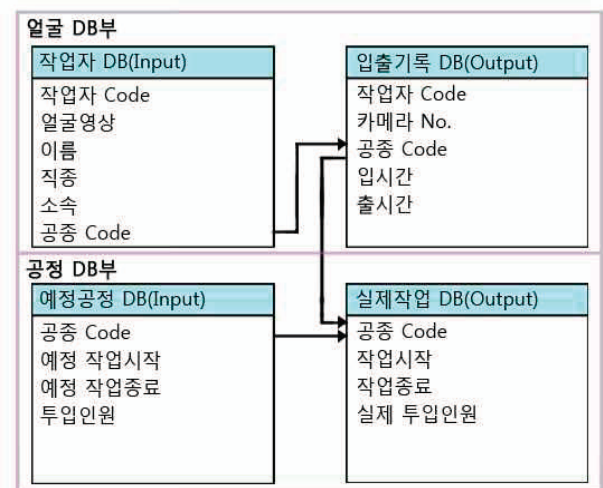 얼굴 DB부
작업자 DB(Input)
작업자 Code
얼굴영상
이름
직종
소속
공종 Code
입출기록 DB(Output)
작업자 Code
카메라 No.
공종 Code
입시간
출시간
공정 DB부
예정공정 DB(Input)
공종 Code
예정 작업시작
예정 작업종료
투입인원
실제작업 DB(Output)
공종 Code
작업시작
작업종료
실제 투입인원